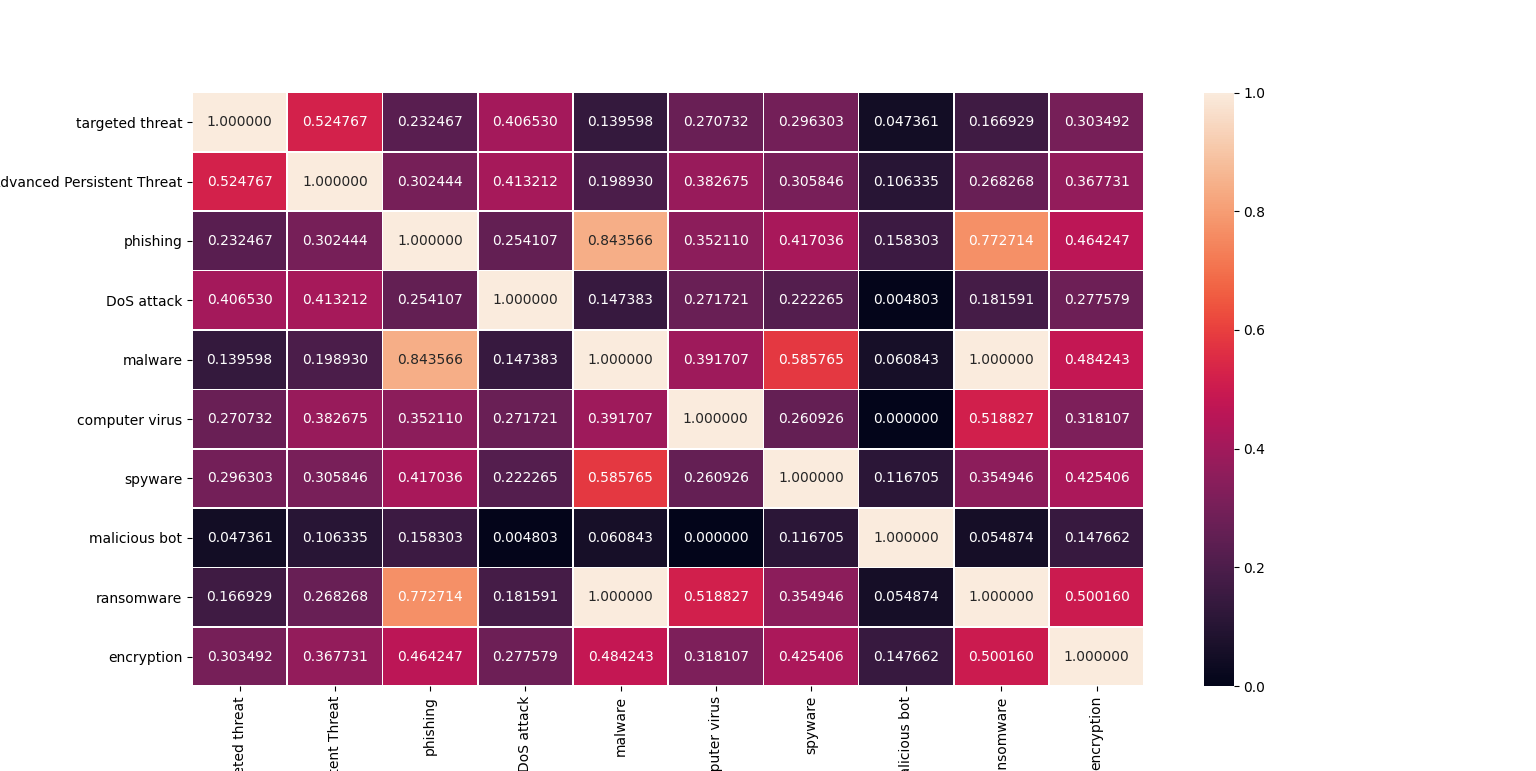 targeted threat 1.000000 0.524767 0.232467 0.406530 0.139598 0.270732 0.296303 0.047361 0.166929 0.303492
dvanced Persistent Threat 0.524767 1.000000 0.302444 0.413212 0.198930 0.382675 0.305846 0.106335 0.268268 0.367731
phishing 0.232467 0.302444 1.000000 0.254107 0.843566 0.352110 0.417036 0.158303 0.772714 0.464247
DoS attack 0.406530 0.413212 0.254107 1.000000 0.147383 0.271721 0.222265 0.004803 0.181591 0.277579
malware 0.139598 0.198930 0.843566 0.147383 1.000000 0.391707 0.585765 0.060843 1.000000 0.484243
computer virus 0.270732 0.382675 0.352110 0.271721 0.391707 1.000000 0.260926 0.000000 0.518827 0.318107
spyware 0.296303 0.305846 0.417036 0.222265 0.585765 0.260926 1.000000 0.116705 0.354946 0.425406
malicious bot 0.047361 0.106335 0.158303 0.004803 0.060843 0.000000 0.116705 1.000000 0.054874 0.147662
ransomware 0.166929 0.268268 0.772714 0.181591 1.000000 0.518827 0.354946 0.054874 1.000000 0.500160
encryption 0.303492 0.367731 0.464247 0.277579 0.484243 0.318107 0.425406 0.147662 0.500160 1.000000
eted threat
tent Threat
phishing
DoS attack
malware
puter virus
spyware
alicious bot
nsomware
encryption
1.0
0.8
0.6
0.4
0.2
0.0